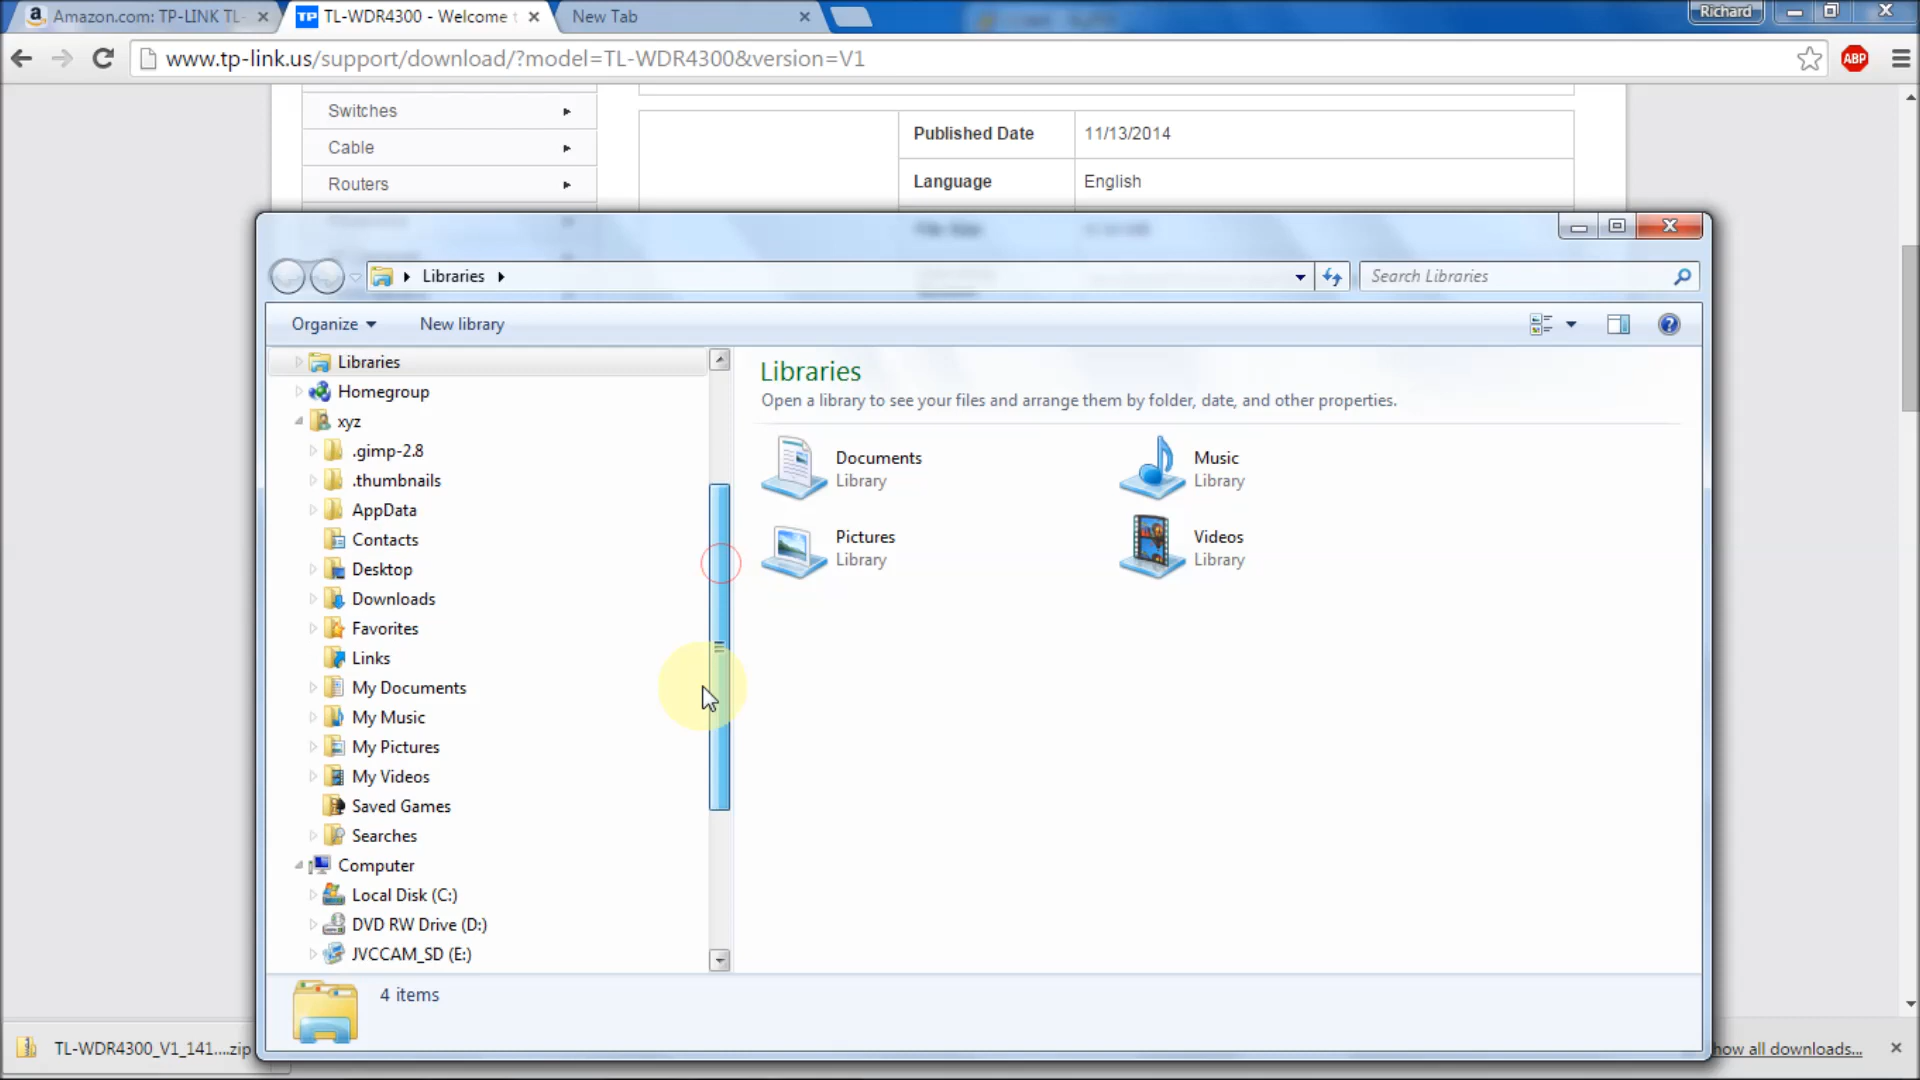 Amazon.com: TP-LINK TL-
TL-WDR4300 - Welcome t
New Tab
Richard
www.tp-link.us/support/download/?model=TL-WDR4300&version=V1
ABP
Switches
Cable
Routers
Published Date
11/13/2014
Language
English
Libraries
Search Libraries
Organize
New library
Libraries
Homegroup
xyz
.gimp-2.8
.thumbnails
AppData
Contacts
Desktop
Downloads
Favorites
Links
My Documents
My Music
My Pictures
My Videos
Saved Games
Searches
Computer
Local Disk (C:)
DVD RW Drive (D:)
JVCCAM_SD (E:)
Libraries
Open a library to see your files and arrange them by folder, date, and other properties.
Documents
Library
Music
Library
Pictures
Library
Videos
Library
4 items
TL-WDR4300_V1_141....zip
how all downloads...